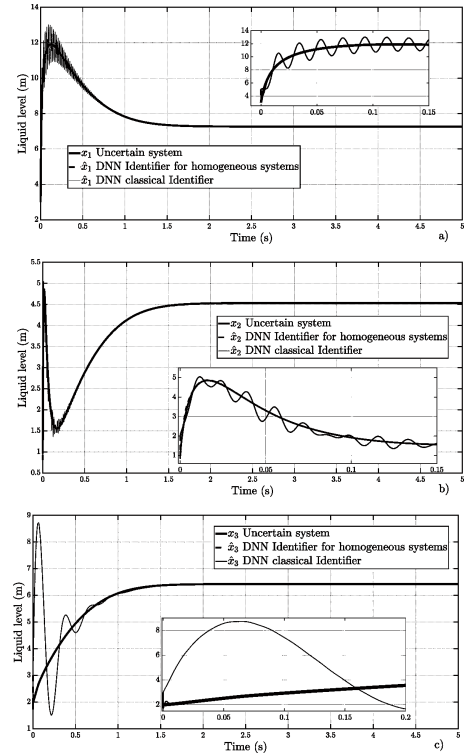 14
12
10
8
6
4
2
Liquid level (m)
14
12
10
8
6
4
0
0.05
0.1
0.15
x₁ Uncertain system
x̂₁ DNN Identifier for homogeneous systems
x̂₁ DNN classical Identifier
0 0.5 1 1.5 2 2.5 3 3.5 4 4.5 5
Time (s)
a)
5.5
5
4.5
4
3.5
3
2.5
2
1.5
1
0.5
Liquid level (m)
x₂ Uncertain system
x̂₂ DNN Identifier for homogeneous systems
x̂₂ DNN classical Identifier
5
4
3
2
1
0 0.05 0.1 0.15
0 0.5 1 1.5 2 2.5 3 3.5 4 4.5 5
Time (s)
b)
9
8
7
6
5
4
3
2
1
Liquid level (m)
x₃ Uncertain system
x̂₃ DNN Identifier for homogeneous systems
x̂₃ DNN classical Identifier
8
6
4
2
0 0.05 0.1 0.15 0.2
0 0.5 1 1.5 2 2.5 3 3.5 4 4.5 5
Time (s)
c)